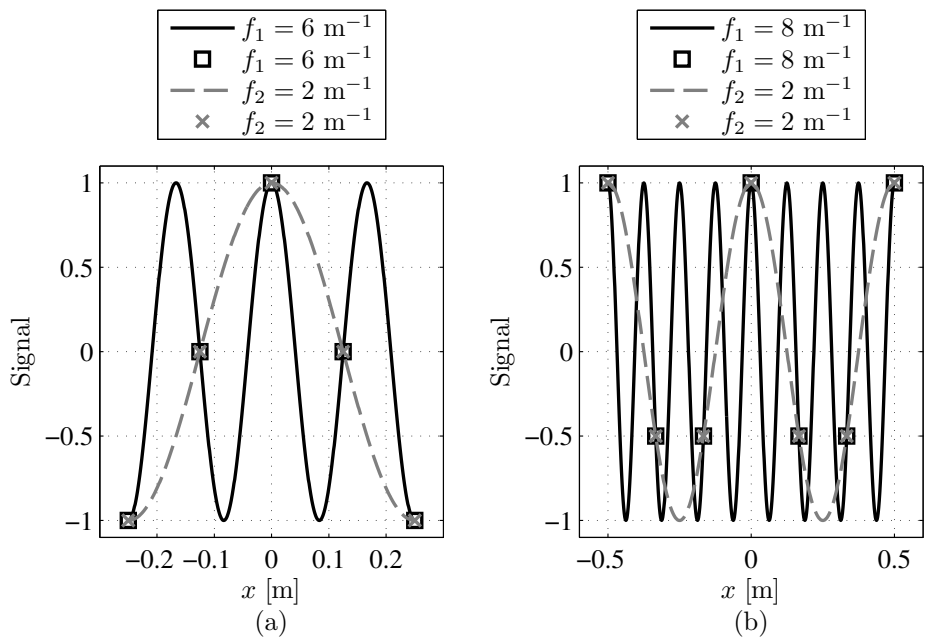 f₁ = 6 m⁻¹
f₁ = 6 m⁻¹
f₂ = 2 m⁻¹
f₂ = 2 m⁻¹
1
0.5
0
−0.5
−1
Signal
−0.2 −0.1 0 0.1 0.2
x [m]
(a)
f₁ = 8 m⁻¹
f₁ = 8 m⁻¹
f₂ = 2 m⁻¹
f₂ = 2 m⁻¹
1
0.5
0
−0.5
−1
Signal
−0.5 0 0.5
x [m]
(b)